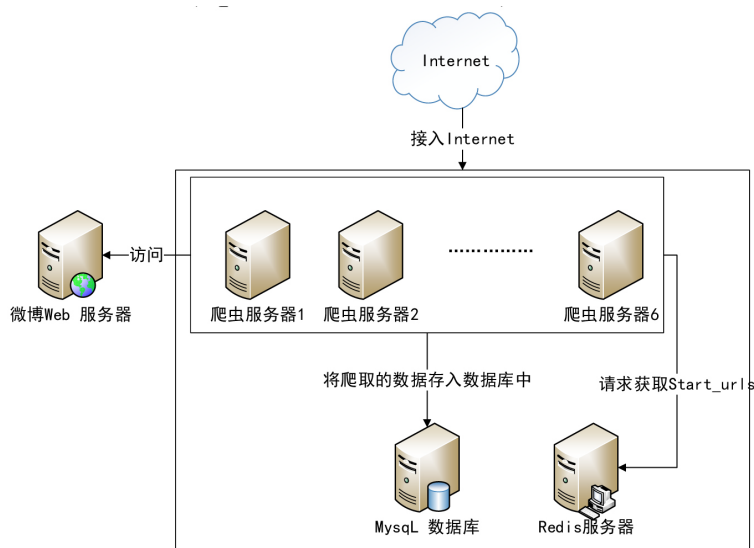 Internet
接入Internet
访问
微博Web 服务器
爬虫服务器1
爬虫服务器2
爬虫服务器6
将爬取的数据存入数据库中
请求获取Start_urls
MysqL 数据库
Redis服务器